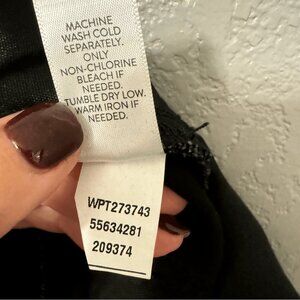 MACHINE
WASH COLD
SEPARATELY.
ONLY
NON-CHLORINE
BLEACH IF
NEEDED.
TUMBLE DRY LOW.
WARM IRON IF
NEEDED.
WPT273743
55634281
209374